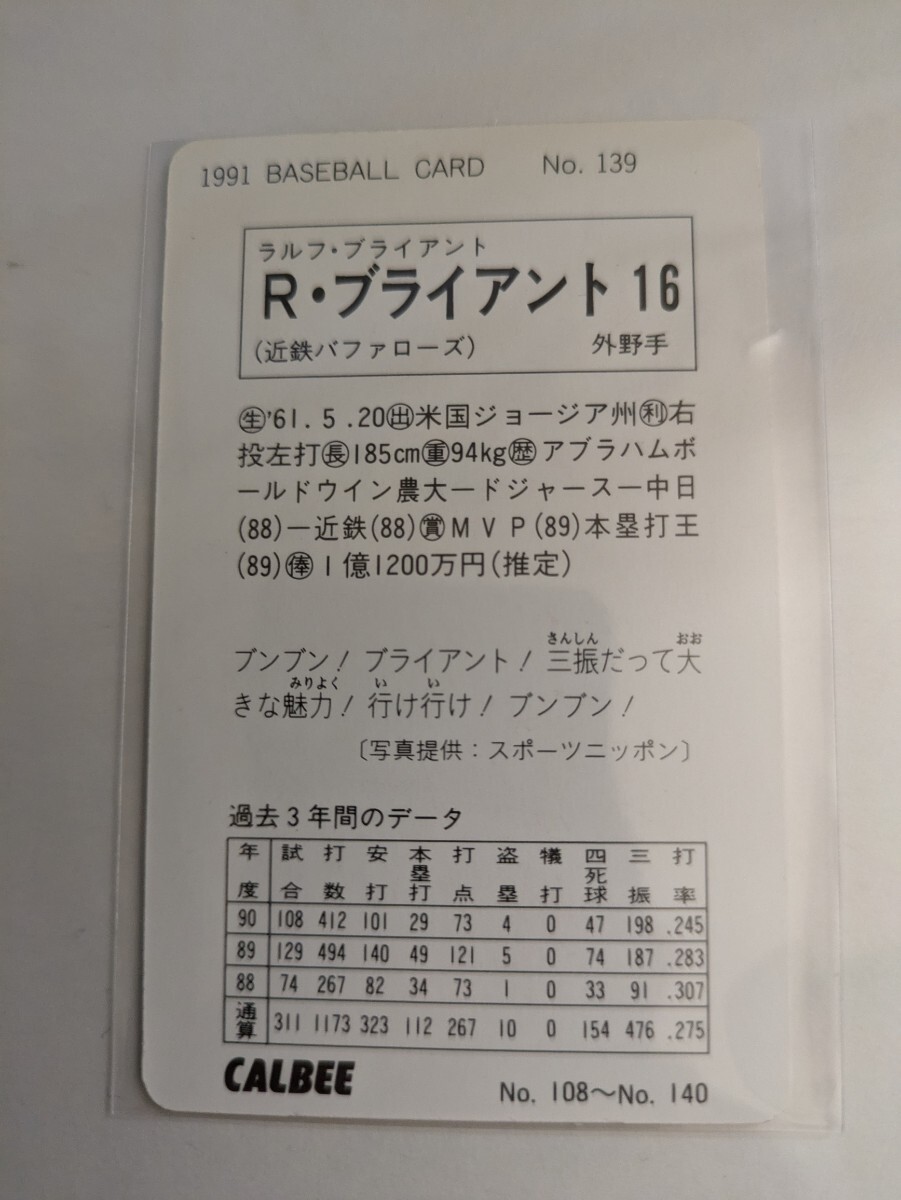 1991 BASEBALL CARD No. 139
ラルフ・ブライアント
R・ブライアント 16
(近鉄バファローズ) 外野手
㊤'61. 5 .20㊤米国ジョージア州㊤右
投左打㊤185cm㊤94kg㊤アブラハムボ
ールドウイン農大ードジャースー中日
(88)ー近鉄(88)㊤MVP(89)本塁打王
(89)㊤1億1200万円(推定)
さんしん おお
ブンブン! ブライアント! 三振だって大
みりよく い い
きな魅力! 行け行け! ブンブン!
〔写真提供:スポーツニッポン〕
過去3年間のデータ
年度 試合 打数 安打 本塁打 打点 盗塁 犠打 四死球 三振 打率
90 108 412 101 29 73 4 0 47 198 .245
89 129 494 140 49 121 5 0 74 187 .283
88 74 267 82 34 73 1 0 33 91 .307
通算 311 1173 323 112 267 10 0 154 476 .275
CALBEE
No. 108〜No. 140